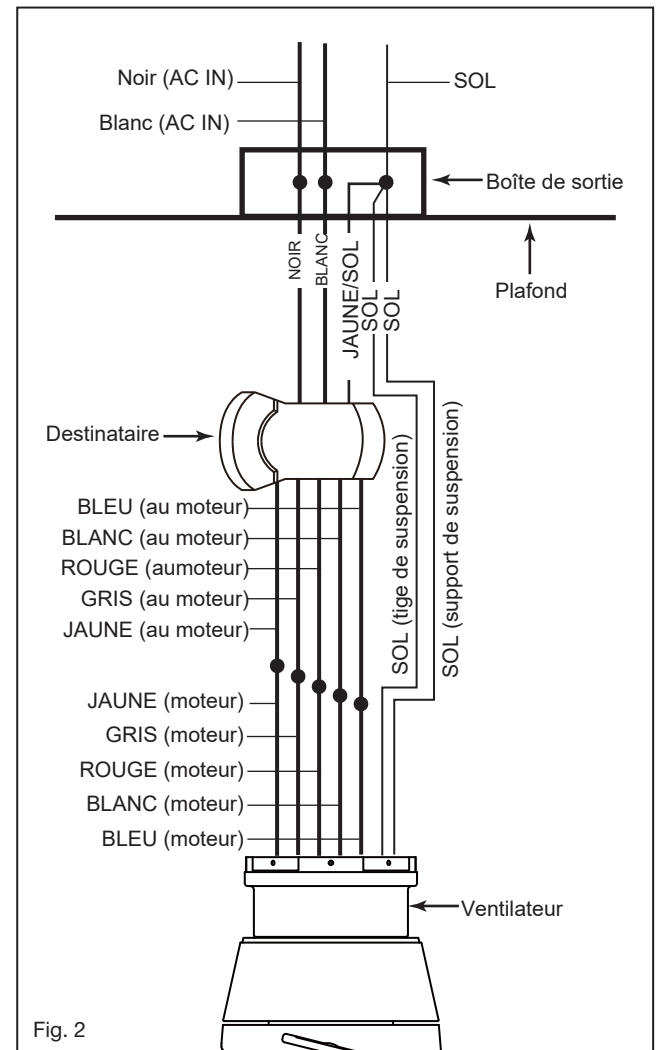 Noir (AC IN)
SOL
Blanc (AC IN)
Boîte de sortie
NOIR
BLANC
JAUNE/SOL
SOL
SOL
Plafond
Destinataire
SOL (tige de suspension)
SOL (support de suspension)
BLEU (au moteur)
BLANC (au moteur)
ROUGE (aumoteur)
GRIS (au moteur)
JAUNE (au moteur)
JAUNE (moteur)
GRIS (moteur)
ROUGE (moteur)
BLANC (moteur)
BLEU (moteur)
Ventilateur
Fig. 2